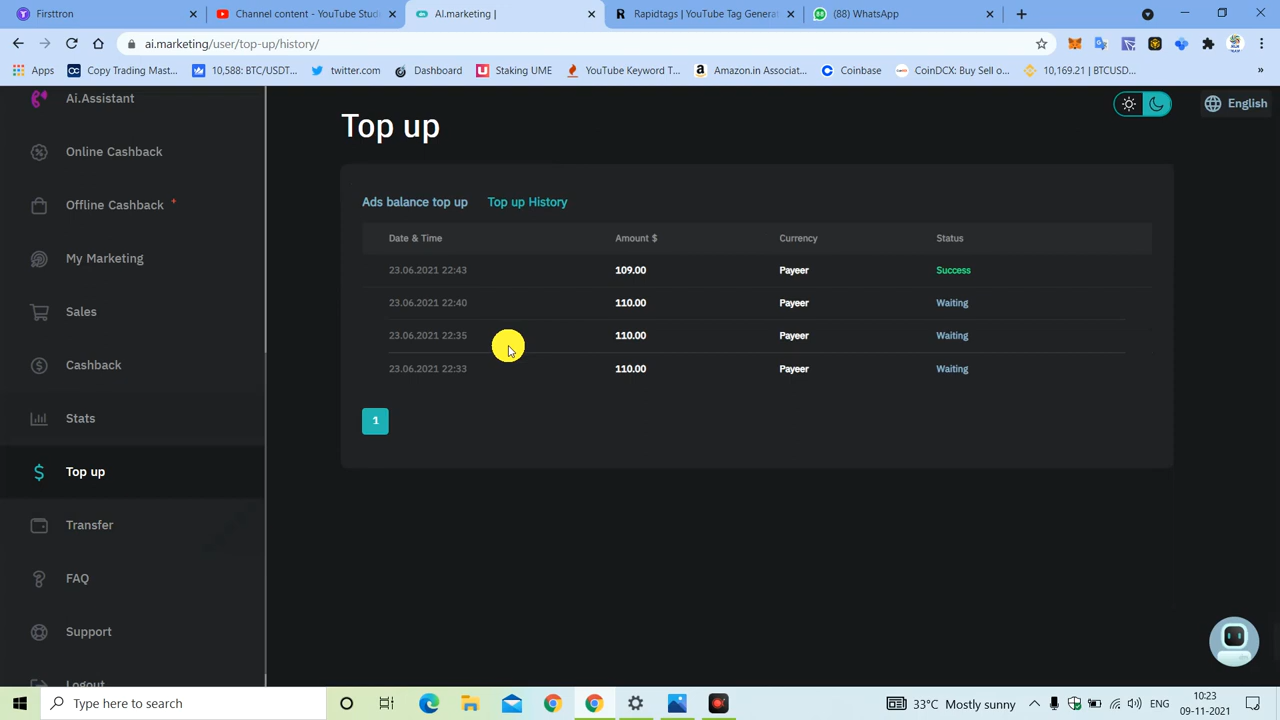 Firsttron
Channel content - YouTube Stud
AI.marketing |
Rapidtags | YouTube Tag Generat
(88) WhatsApp
ai.marketing/user/top-up/history/
Apps
Copy Trading Mast...
10,588: BTC/USDT...
twitter.com
Dashboard
Staking UME
YouTube Keyword T...
Amazon.in Associat...
Coinbase
CoinDCX: Buy Sell o...
10,169.21 | BTCUSD...
»
Ai.Assistant
Online Cashback
Offline Cashback
My Marketing
Sales
Cashback
Stats
Top up
Transfer
FAQ
Support
Logout
English
Top up
Ads balance top up Top up History
Date & Time Amount $ Currency Status
23.06.2021 22:43 109.00 Payeer Success
23.06.2021 22:40 110.00 Payeer Waiting
23.06.2021 22:35 110.00 Payeer Waiting
23.06.2021 22:33 110.00 Payeer Waiting
1
Type here to search
33°C Mostly sunny
ENG
10:23
09-11-2021